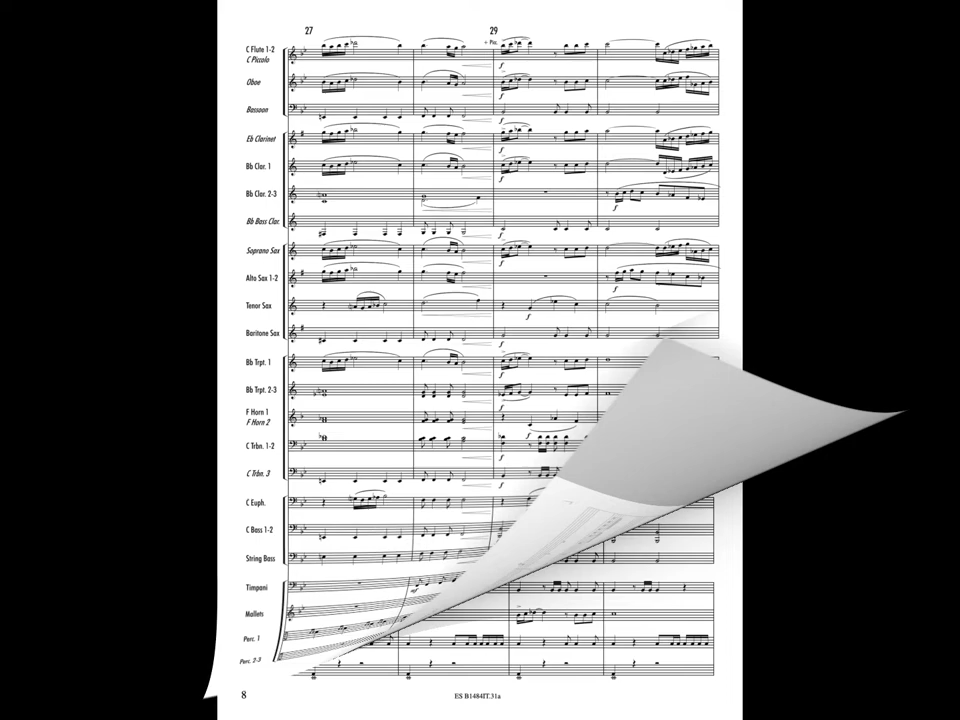 27 29
C Flute 1-2
C Piccolo
+ Picc.
f
Oboe
f
Bassoon
f
Eb Clarinet
f
Bb Clar. 1
f
Bb Clar. 2-3
f
Bb Bass Clar.
f
Soprano Sax
f
Alto Sax 1-2
f
Tenor Sax
f
Baritone Sax
f
Bb Trpt. 1
f
Bb Trpt. 2-3
f
F Horn 1
F Horn 2
f
C Trbn. 1-2
f
C Trbn. 3
f
C Euph.
C Bass 1-2
String Bass
Timpani
mf
Mallets
f
Perc. 1
Perc. 2-3
8 ES B1484IT.31a